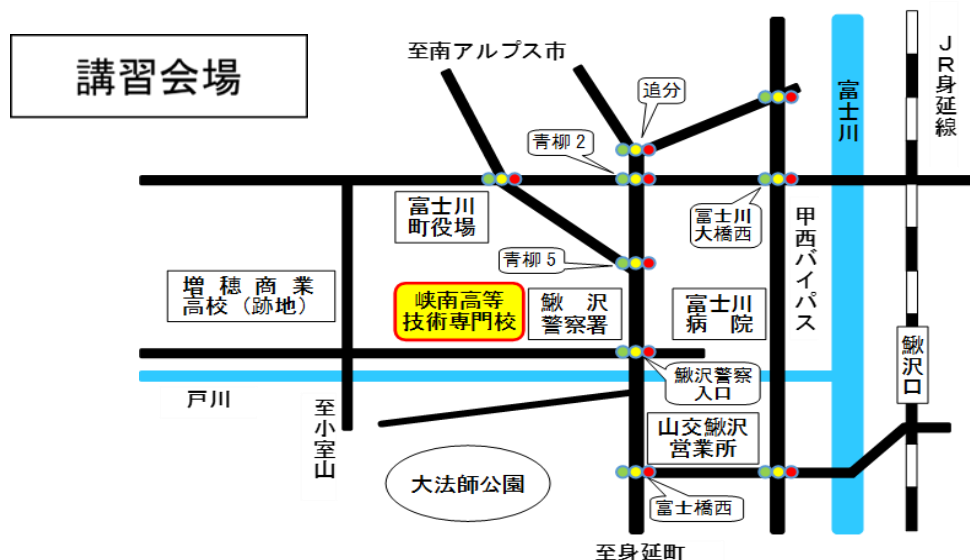 講習会場
至南アルプス市
追分
青柳２
富士川
JR身延線
富士川
町役場
富士川
大橋西
甲西バイパス
青柳５
増穂商業
高校（跡地）
峡南高等
技術専門校
鰍沢
警察署
富士川
病院
鰍沢口
鰍沢警察
入口
戸川
至小室山
山交鰍沢
営業所
大法師公園
富士橋西
至身延町